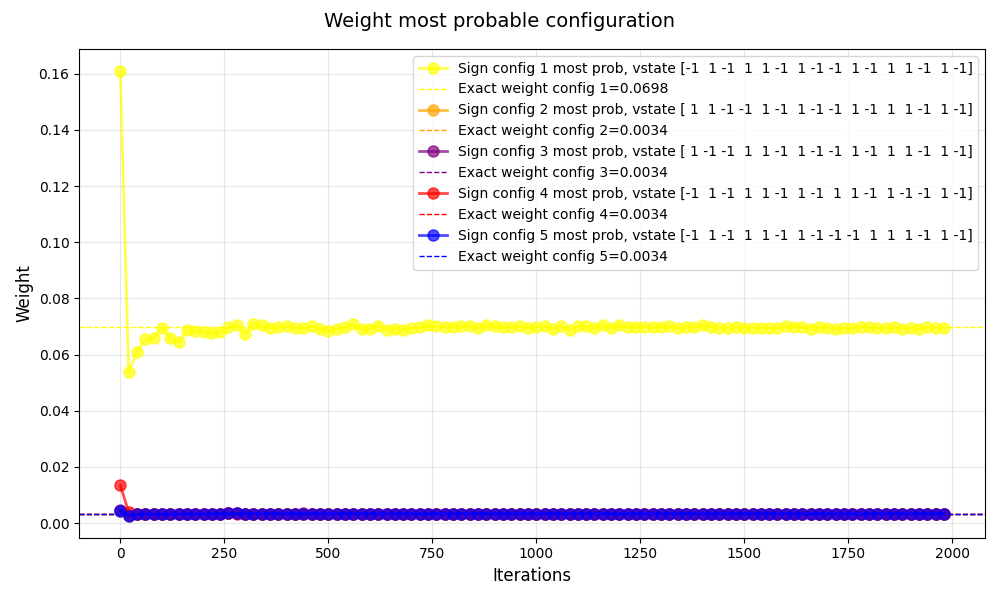 Weight most probable configuration
Sign config 1 most prob, vstate [-1  1 -1  1  1 -1  1 -1 -1  1 -1  1  1 -1  1 -1]
Exact weight config 1=0.0698
Sign config 2 most prob, vstate [ 1  1 -1 -1  1 -1  1 -1 -1  1 -1  1  1 -1  1 -1]
Exact weight config 2=0.0034
Sign config 3 most prob, vstate [ 1 -1 -1  1  1 -1  1 -1 -1  1 -1  1  1 -1  1 -1]
Exact weight config 3=0.0034
Sign config 4 most prob, vstate [-1  1 -1  1  1 -1  1 -1  1  1 -1  1 -1 -1  1 -1]
Exact weight config 4=0.0034
Sign config 5 most prob, vstate [-1  1 -1  1  1 -1  1 -1 -1 -1  1  1  1 -1  1 -1]
Exact weight config 5=0.0034
Weight
0.16
0.14
0.12
0.10
0.08
0.06
0.04
0.02
0.00
0 250 500 750 1000 1250 1500 1750 2000
Iterations